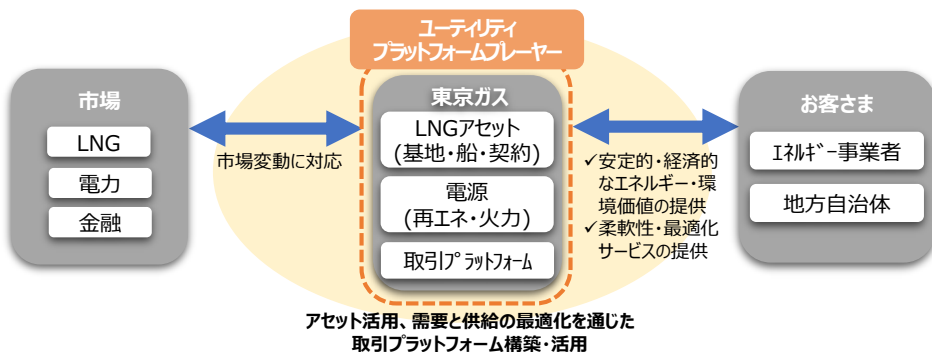 ユーティリティ
プラットフォームプレーヤー
市場
LNG
電力
金融
市場変動に対応
東京ガス
LNGアセット
(基地・船・契約)
電源
(再エネ・火力)
取引ﾌﾟﾗｯﾄﾌｫｰﾑ
✓安定的・経済的
なエネルギー・環
境価値の提供
✓柔軟性・最適化
サービスの提供
お客さま
ｴﾈﾙｷﾞｰ事業者
地方自治体
アセット活用、需要と供給の最適化を通じた
取引プラットフォーム構築・活用